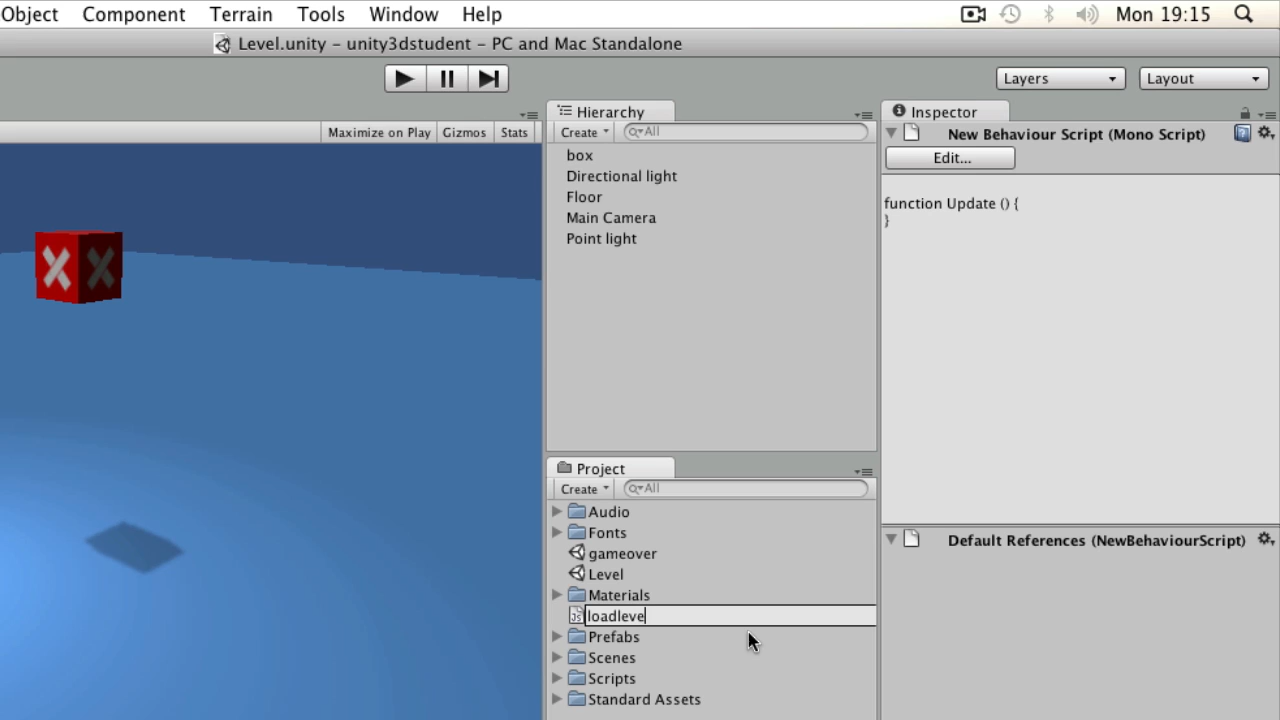 Object Component Terrain Tools Window Help Mon 19:15
Level.unity – unity3dstudent – PC and Mac Standalone
Layers Layout
Hierarchy Inspector
Maximize on Play Gizmos Stats Create All New Behaviour Script (Mono Script)
box Edit...
Directional light
Floor function Update () {
Main Camera }
Point light
Project
Create All
Audio
Fonts Default References (NewBehaviourScript)
gameover
Level
Materials
JS loadleve
Prefabs
Scenes
Scripts
Standard Assets